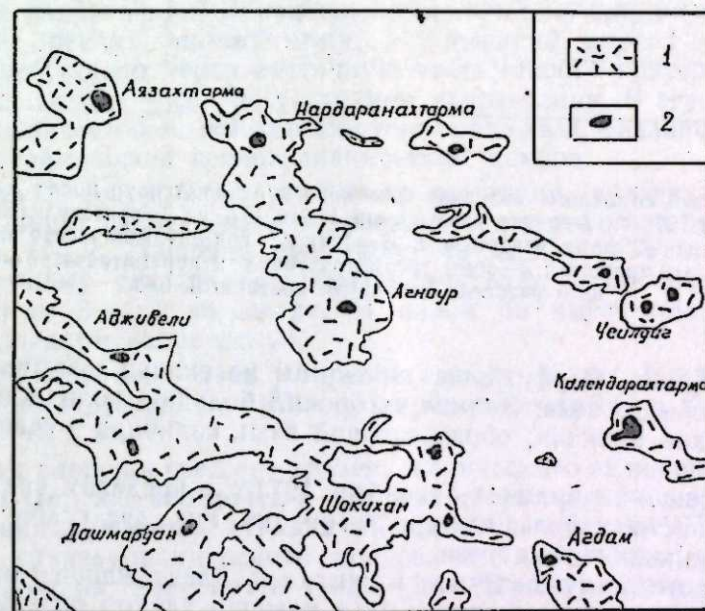 1
Аязахтарма
Нардаранахтарма
2
Агнаур
Чеилдаг
Адживели
Календарахтарма
Шокихан
Дашмардан
Агдам